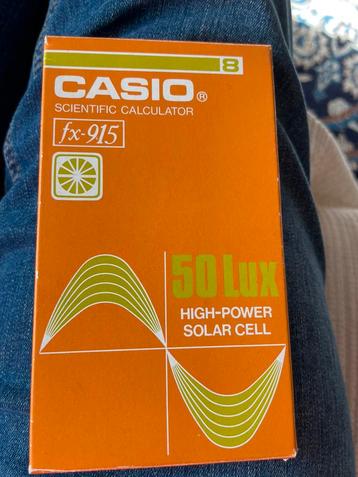 8
CASIO®
SCIENTIFIC CALCULATOR
fx-915
50 Lux
HIGH-POWER
SOLAR CELL